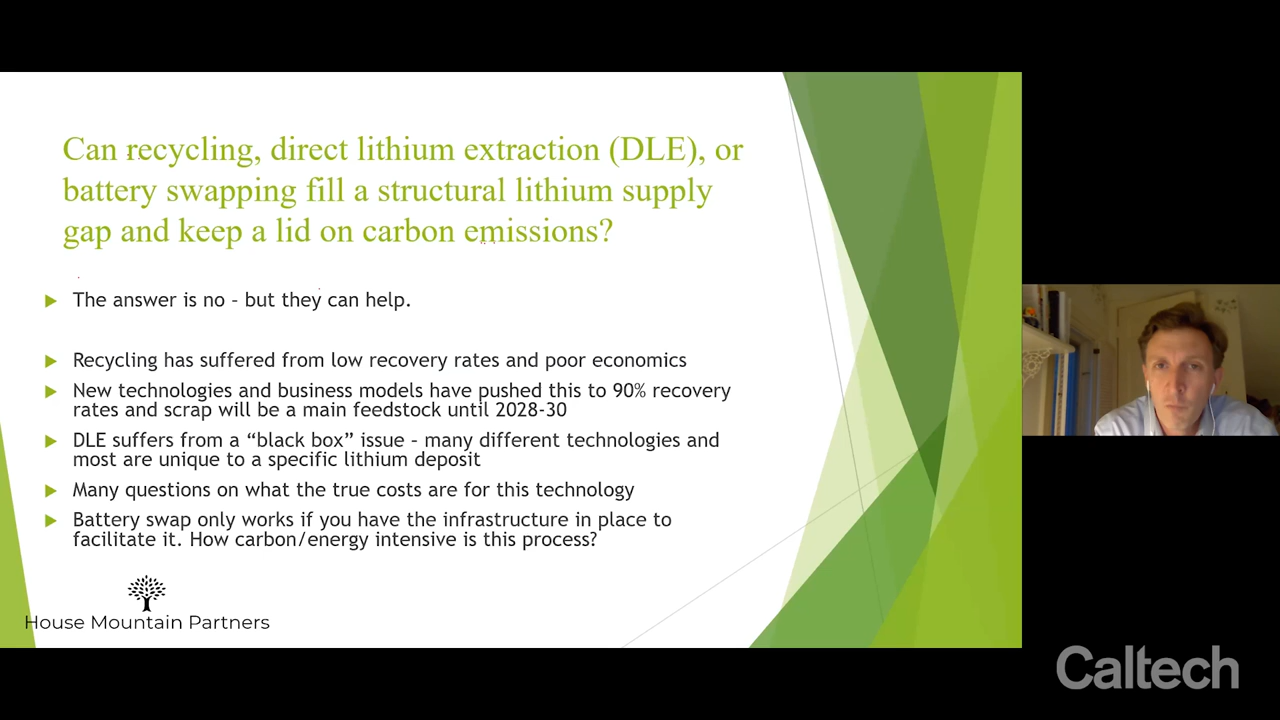 Can recycling, direct lithium extraction (DLE), or
battery swapping fill a structural lithium supply
gap and keep a lid on carbon emissions?
The answer is no – but they can help.
Recycling has suffered from low recovery rates and poor economics
New technologies and business models have pushed this to 90% recovery
rates and scrap will be a main feedstock until 2028-30
DLE suffers from a “black box” issue – many different technologies and
most are unique to a specific lithium deposit
Many questions on what the true costs are for this technology
Battery swap only works if you have the infrastructure in place to
facilitate it. How carbon/energy intensive is this process?
House Mountain Partners
Caltech